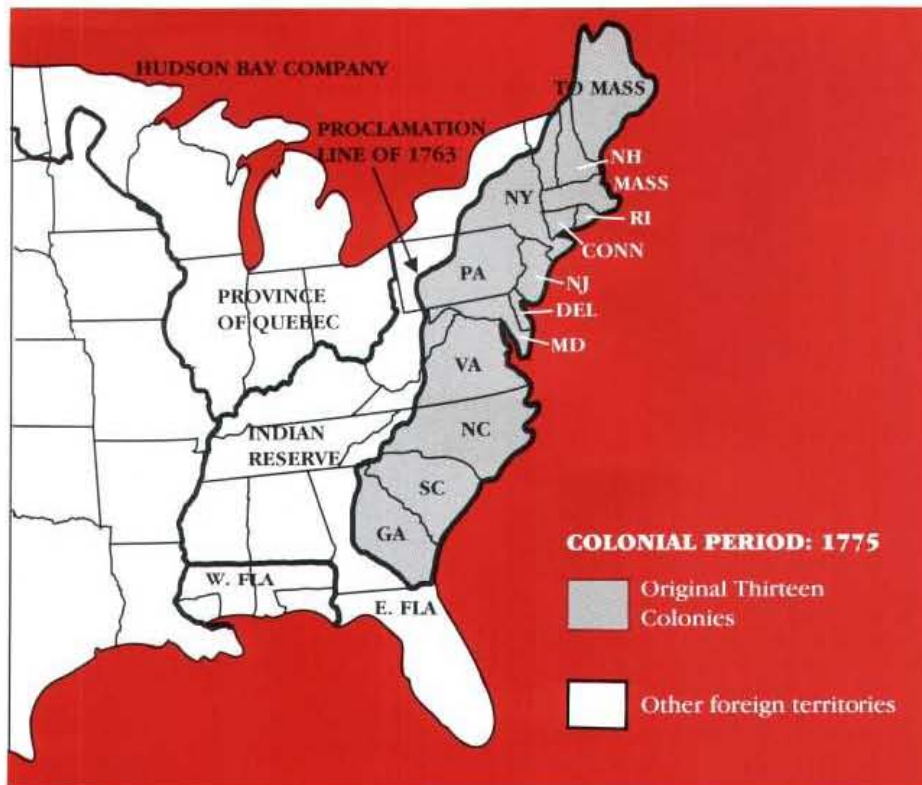 HUDSON BAY COMPANY
TO MASS
PROCLAMATION
LINE OF 1763
NH
MASS
NY
RI
CONN
PA
NJ
PROVINCE
OF QUEBEC
DEL
MD
VA
INDIAN
RESERVE
NC
SC
GA
COLONIAL PERIOD: 1775
W. FLA
Original Thirteen
Colonies
E. FLA
Other foreign territories